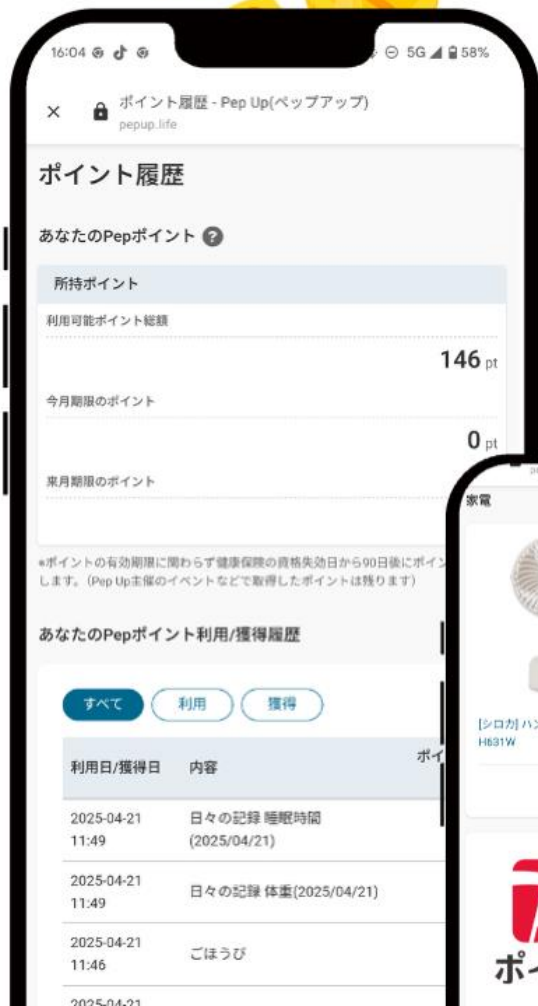 16:04
5G 58%
ポイント履歴 - Pep Up(ペップアップ)
pepup.life
ポイント履歴
あなたのPepポイント ?
所持ポイント
利用可能ポイント総額
146 pt
今月期限のポイント
0 pt
来月期限のポイント
*ポイントの有効期限に関わらず健康保険の資格失効日から90日後にポイン
します。(Pep Up主催のイベントなどで取得したポイントは残ります)
あなたのPepポイント利用/獲得履歴
すべて 利用 獲得
利用日/獲得日 内容 ポイ
2025-04-21 日々の記録 睡眠時間
11:49 (2025/04/21)
2025-04-21 日々の記録 体重(2025/04/21)
11:49
2025-04-21 ごほうび
11:46
2025-04-21
家電
[シロカ] ハン
H631W
ポイ